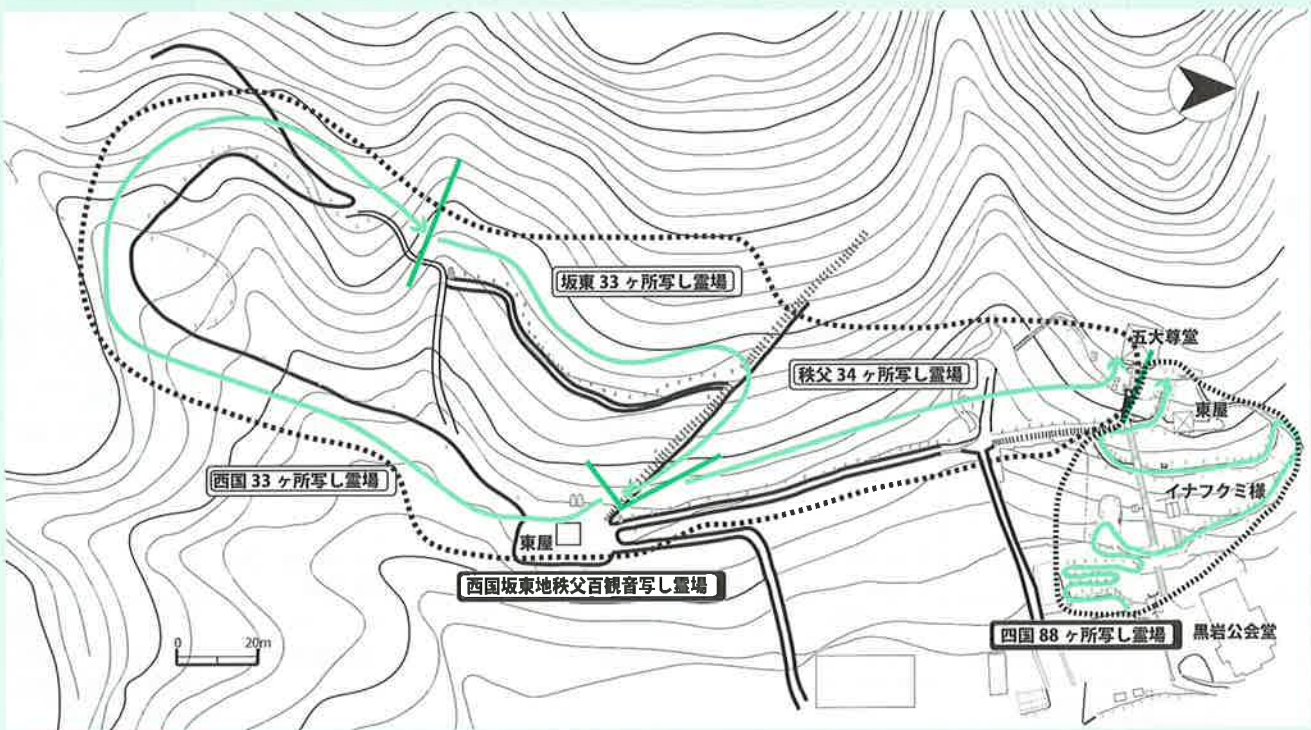 坂東 33 ヶ所写し霊場
五大尊堂
秩父 34 ヶ所写し霊場
東屋
西国 33 ヶ所写し霊場
イナフクミ様
東屋
西国坂東地秩父百観音写し霊場
四国 88 ヶ所写し霊場
黒岩公会堂
0 20m